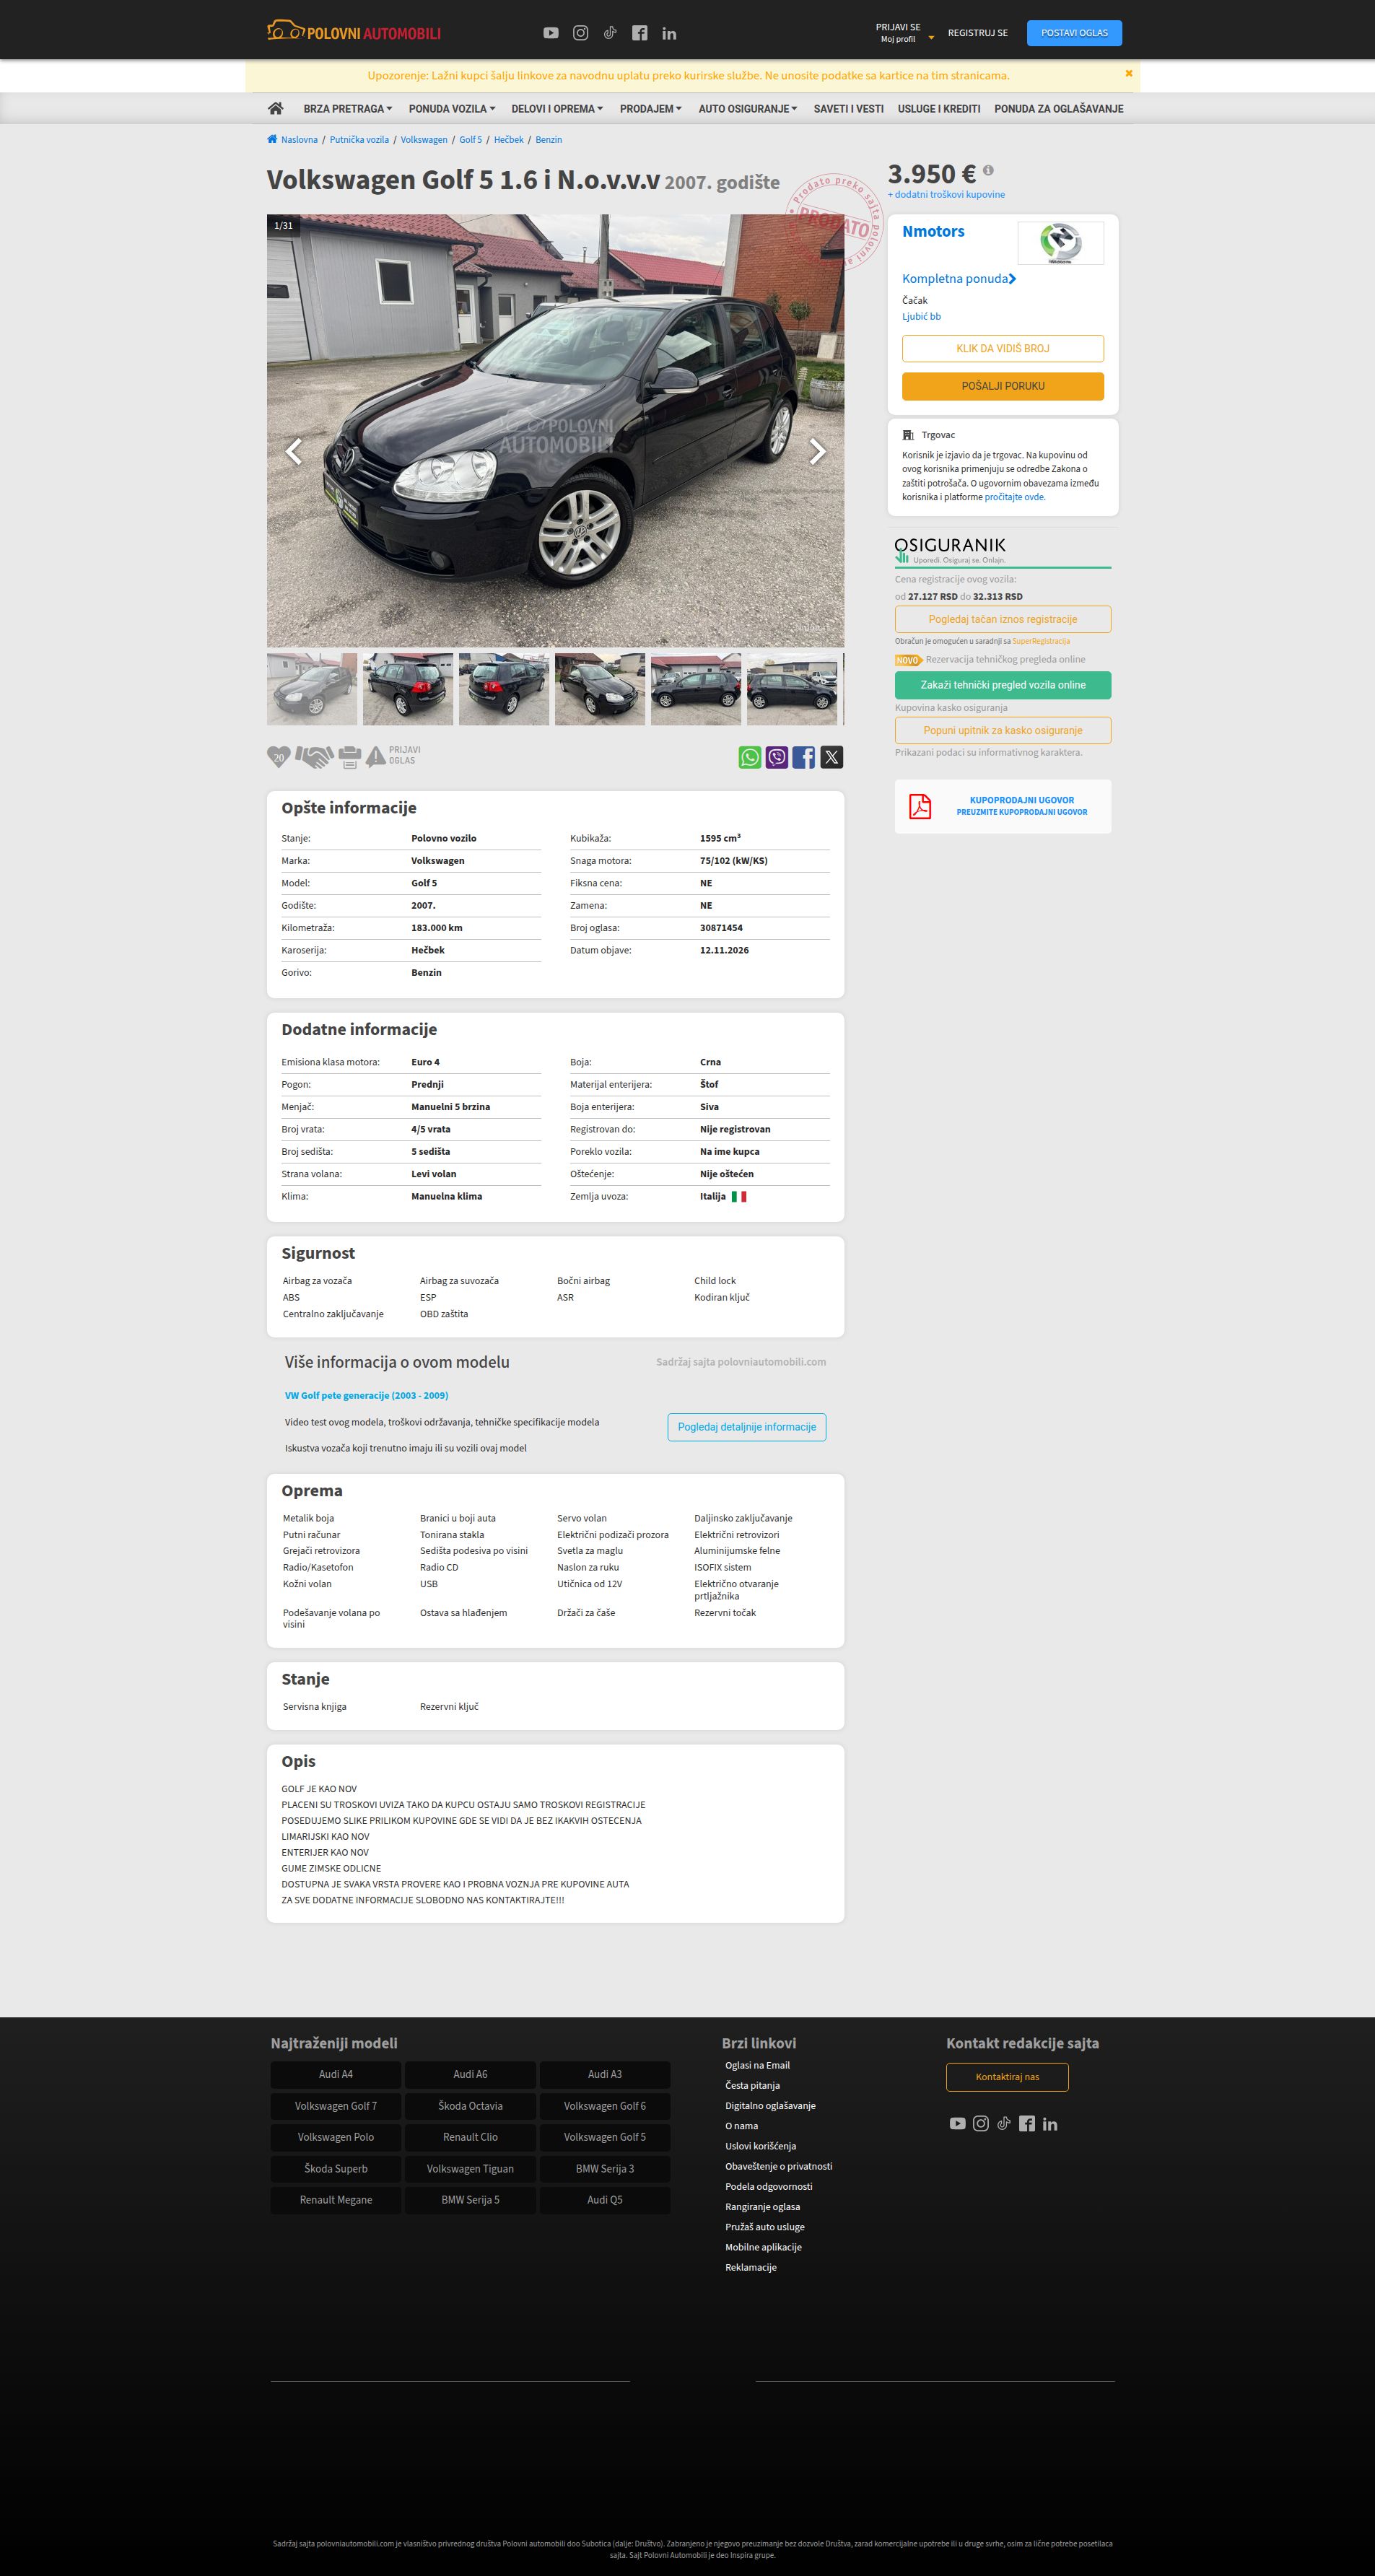 POLOVNI AUTOMOBILI
PRIJAVI SE
Moj profil
REGISTRUJ SE
POSTAVI OGLAS
Upozorenje: Lažni kupci šalju linkove za navodnu uplatu preko kurirske službe. Ne unosite podatke sa kartice na tim stranicama.
BRZA PRETRAGA PONUDA VOZILA DELOVI I OPREMA PRODAJEM AUTO OSIGURANJE SAVETI I VESTI USLUGE I KREDITI PONUDA ZA OGLAŠAVANJE
Naslovna / Putnička vozila / Volkswagen / Golf 5 / Hečbek / Benzin
Volkswagen Golf 5 1.6 i N.o.v.v.v 2007. godište
Prodato preko sajta polovni
PRODATO
1/31
POLOVNI
AUTOMOBILI
3.950 €
+ dodatni troškovi kupovine
Nmotors
Kompletna ponuda
Čačak
Ljubić bb
KLIK DA VIDIŠ BROJ
POŠALJI PORUKU
Trgovac
Korisnik je izjavio da je trgovac. Na kupovinu od
ovog korisnika primenjuju se odredbe Zakona o
zaštiti potrošača. O ugovornim obavezama između
korisnika i platforme pročitajte ovde.
OSIGURANIK
Uporedi. Osiguraj se. Onlajn.
Cena registracije ovog vozila:
od 27.127 RSD do 32.313 RSD
Pogledaj tačan iznos registracije
Obračun je omogućen u saradnji sa SuperRegistracija
NOVO Rezervacija tehničkog pregleda online
Zakaži tehnički pregled vozila online
Kupovina kasko osiguranja
Popuni upitnik za kasko osiguranje
Prikazani podaci su informativnog karaktera.
KUPOPRODAJNI UGOVOR
PREUZMITE KUPOPRODAJNI UGOVOR
20
PRIJAVI
OGLAS
Opšte informacije
Stanje: Polovno vozilo Kubikaža: 1595 cm³
Marka: Volkswagen Snaga motora: 75/102 (kW/KS)
Model: Golf 5 Fiksna cena: NE
Godište: 2007. Zamena: NE
Kilometraža: 183.000 km Broj oglasa: 30871454
Karoserija: Hečbek Datum objave: 12.11.2026
Gorivo: Benzin
Dodatne informacije
Emisiona klasa motora: Euro 4 Boja: Crna
Pogon: Prednji Materijal enterijera: Štof
Menjač: Manuelni 5 brzina Boja enterijera: Siva
Broj vrata: 4/5 vrata Registrovan do: Nije registrovan
Broj sedišta: 5 sedišta Poreklo vozila: Na ime kupca
Strana volana: Levi volan Oštećenje: Nije oštećen
Klima: Manuelna klima Zemlja uvoza: Italija
Sigurnost
Airbag za vozača Airbag za suvozača Bočni airbag Child lock
ABS ESP ASR Kodiran ključ
Centralno zaključavanje OBD zaštita
Više informacija o ovom modelu
Sadržaj sajta polovniautomobili.com
VW Golf pete generacije (2003 - 2009)
Video test ovog modela, troškovi održavanja, tehničke specifikacije modela
Pogledaj detaljnije informacije
Iskustva vozača koji trenutno imaju ili su vozili ovaj model
Oprema
Metalik boja Branici u boji auta Servo volan Daljinsko zaključavanje
Putni računar Tonirana stakla Električni podizači prozora Električni retrovizori
Grejači retrovizora Sedišta podesiva po visini Svetla za maglu Aluminijumske felne
Radio/Kasetofon Radio CD Naslon za ruku ISOFIX sistem
Kožni volan USB Utičnica od 12V Električno otvaranje
prtljažnika
Podešavanje volana po Ostava sa hlađenjem Držači za čaše Rezervni točak
visini
Stanje
Servisna knjiga Rezervni ključ
Opis
GOLF JE KAO NOV
PLACENI SU TROSKOVI UVIZA TAKO DA KUPCU OSTAJU SAMO TROSKOVI REGISTRACIJE
POSEDUJEMO SLIKE PRILIKOM KUPOVINE GDE SE VIDI DA JE BEZ IKAKVIH OSTECENJA
LIMARIJSKI KAO NOV
ENTERIJER KAO NOV
GUME ZIMSKE ODLICNE
DOSTUPNA JE SVAKA VRSTA PROVERE KAO I PROBNA VOZNJA PRE KUPOVINE AUTA
ZA SVE DODATNE INFORMACIJE SLOBODNO NAS KONTAKTIRAJTE!!!
Najtraženiji modeli
Audi A4 Audi A6 Audi A3
Volkswagen Golf 7 Škoda Octavia Volkswagen Golf 6
Volkswagen Polo Renault Clio Volkswagen Golf 5
Škoda Superb Volkswagen Tiguan BMW Serija 3
Renault Megane BMW Serija 5 Audi Q5
Brzi linkovi
Oglasi na Email
Česta pitanja
Digitalno oglašavanje
O nama
Uslovi korišćenja
Obaveštenje o privatnosti
Podela odgovornosti
Rangiranje oglasa
Pružaš auto usluge
Mobilne aplikacije
Reklamacije
Kontakt redakcije sajta
Kontaktiraj nas
Sadržaj sajta polovniautomobili.com je vlasništvo privrednog društva Polovni automobili doo Subotica (dalje: Društvo). Zabranjeno je njegovo preuzimanje bez dozvole Društva, zarad komercijalne upotrebe ili u druge svrhe, osim za lične potrebe posetilaca
sajta. Sajt Polovni Automobili je deo Inspira grupe.